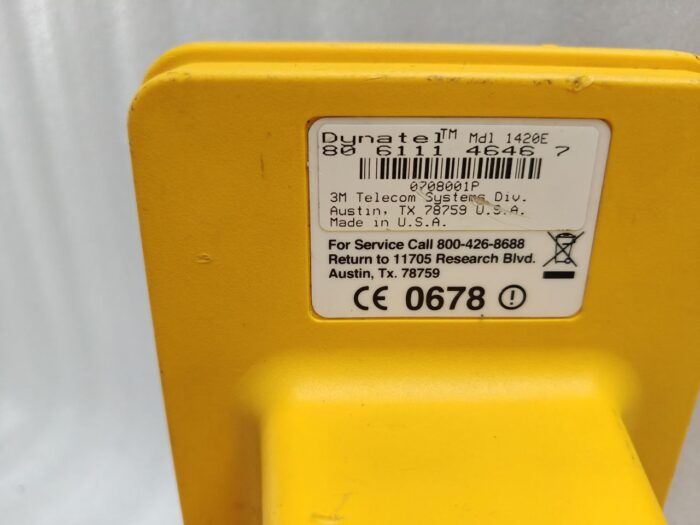 Dynatel™ Mdl 1420E
80 6111 4646 7
0708001P
3M Telecom Systems Div.
Austin, TX 78759 U.S.A.
Made in U.S.A.
For Service Call 800-426-8688
Return to 11705 Research Blvd.
Austin, Tx. 78759
CE 0678